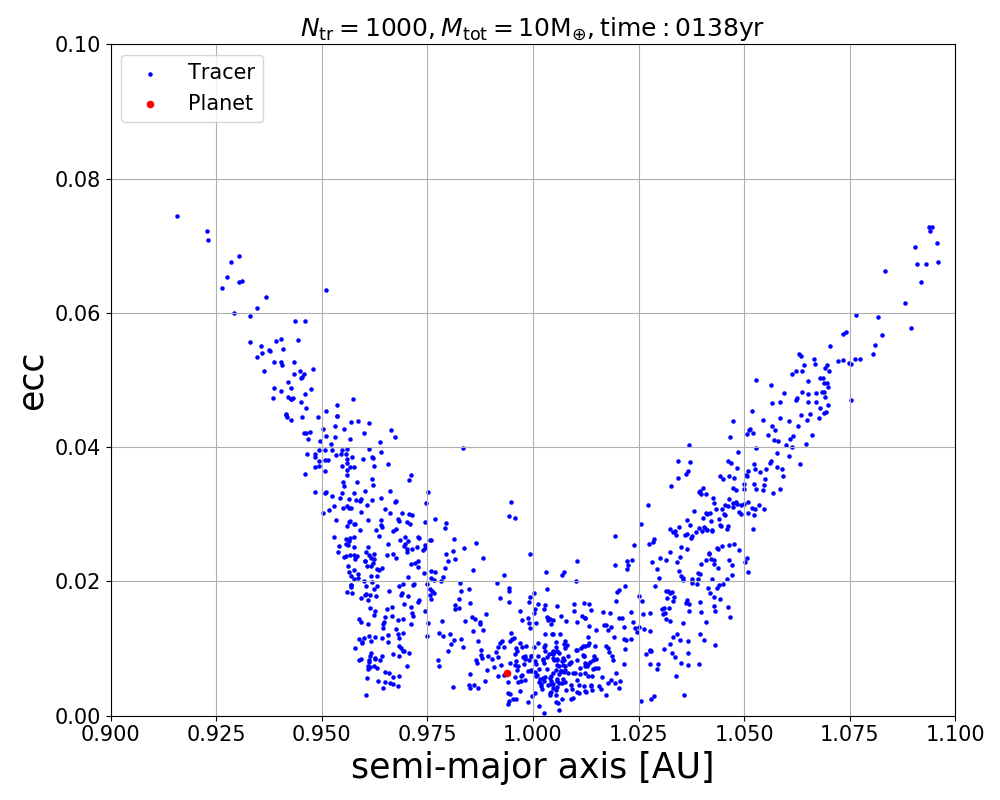 N_tr = 1000, M_tot = 10M_⊕, time : 0138yr
0.10
Tracer
Planet
0.08
0.06
ecc
0.04
0.02
0.00
0.900 0.925 0.950 0.975 1.000 1.025 1.050 1.075 1.100
semi-major axis [AU]